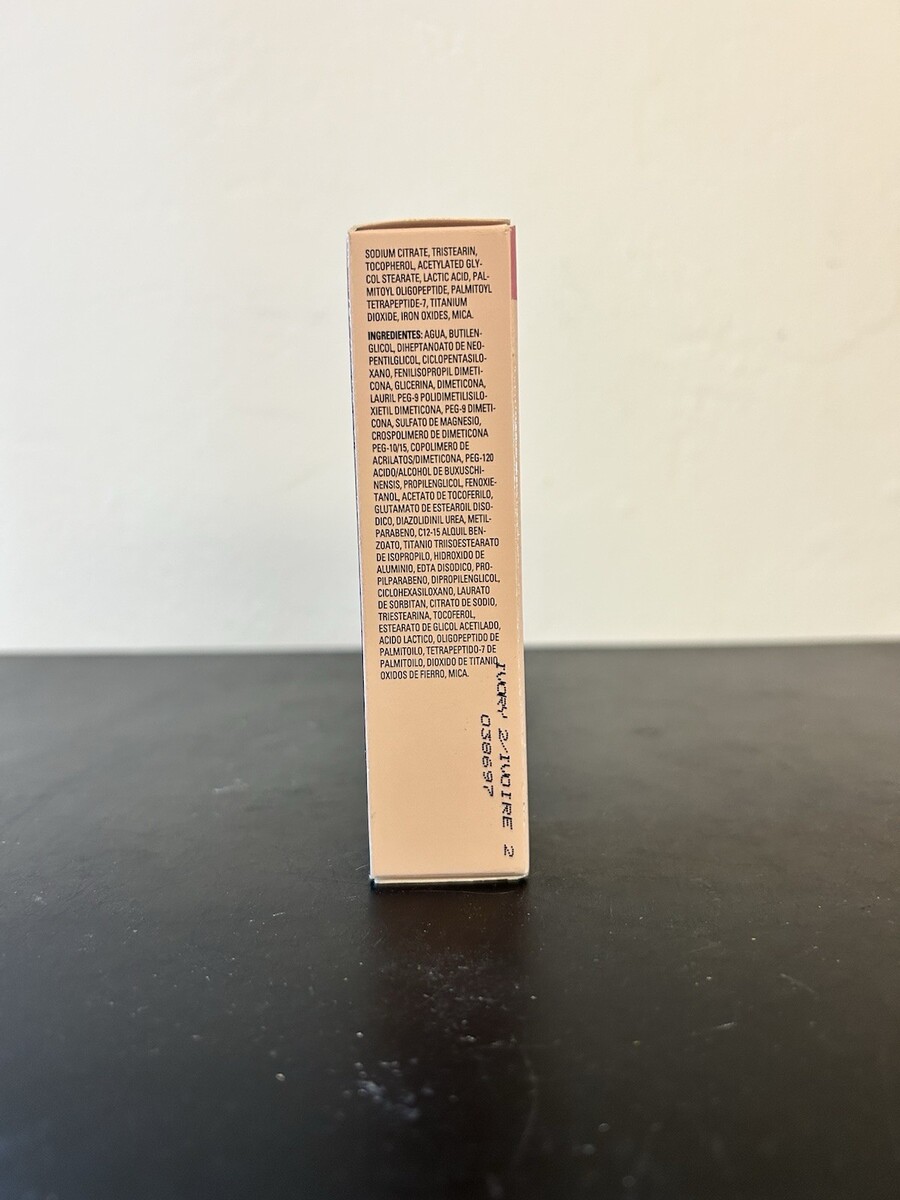 SODIUM CITRATE, TRISTEARIN,
TOCOPHEROL, ACETYLATED GLY-
COL STEARATE, LACTIC ACID, PAL-
MITOYL OLIGOPEPTIDE, PALMITOYL
TETRAPEPTIDE-7, TITANIUM
DIOXIDE, IRON OXIDES, MICA.
INGREDIENTES: AGUA, BUTILEN-
GLICOL, DIHEPTANOATO DE NEO-
PENTILGLICOL, CICLOPENTASILO-
XANO, FENILISOPROPIL DIMETI-
CONA, GLICERINA, DIMETICONA,
LAURIL PEG-9 POLIDIMETILISILO-
XIETIL DIMETICONA, PEG-9 DIMETI-
CONA, SULFATO DE MAGNESIO,
CROSPOLIMERO DE DIMETICONA
PEG-10/15, COPOLIMERO DE
ACRILATOS/DIMETICONA, PEG-120
ACIDO/ALCOHOL DE BUXUSCHI-
NENSIS, PROPILENGLICOL, FENOXIE-
TANOL, ACETATO DE TOCOFERILO,
GLUTAMATO DE ESTEAROIL DISO-
DICO, DIAZOLIDINIL UREA, METIL-
PARABENO, C12-15 ALQUIL BEN-
ZOATO, TITANIO TRIISOESTEARATO
DE ISOPROPILO, HIDROXIDO DE
ALUMINIO, EDTA DISODICO, PRO-
PILPARABENO, DIPROPILENGLICOL,
CICLOHEXASILOXANO, LAURATO
DE SORBITAN, CITRATO DE SODIO,
TRIESTEARINA, TOCOFEROL,
ESTEARATO DE GLICOL ACETILADO,
ACIDO LACTICO, OLIGOPEPTIDO DE
PALMITOILO, TETRAPEPTIDO-7 DE
PALMITOILO, DIOXIDO DE TITANIO,
OXIDOS DE FIERRO, MICA.
IVORY 2/IVOIRE 2
038697